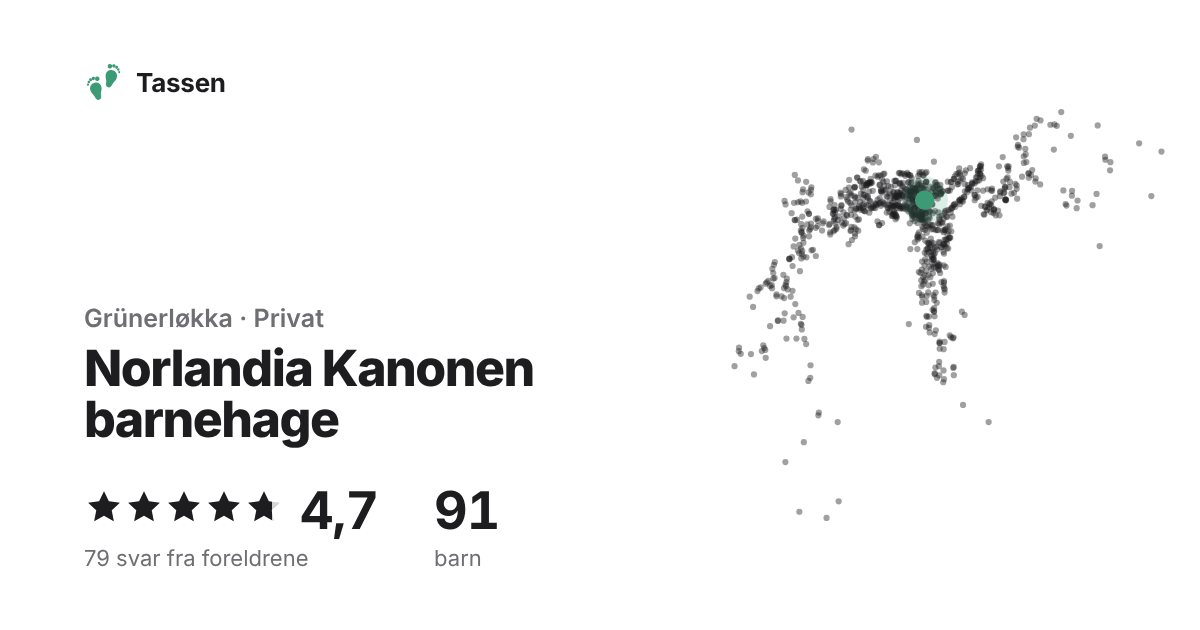 Tassen
Grünerløkka · Privat
Norlandia Kanonen
barnehage
4,7
79 svar fra foreldrene
91
barn